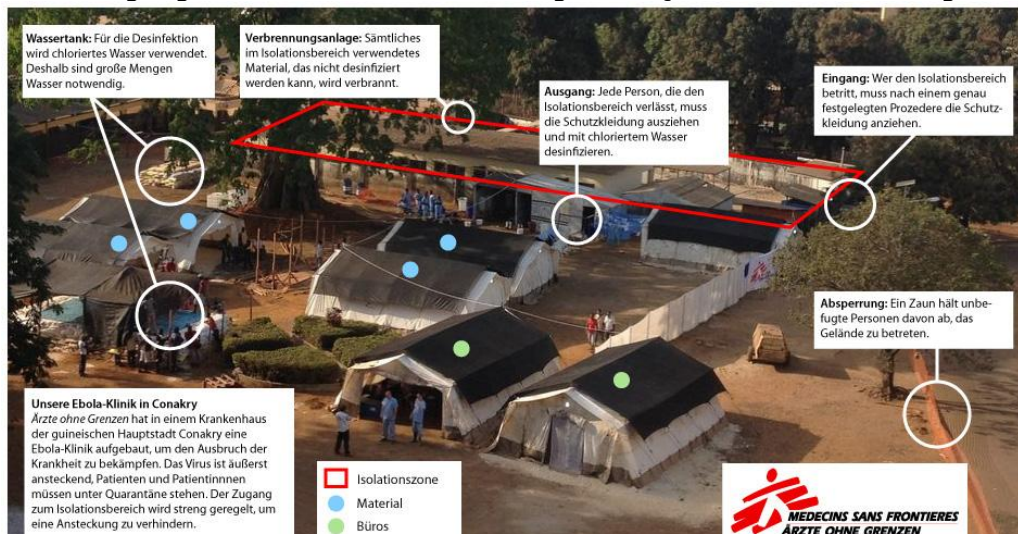 Wassertank: Für die Desinfektion
wird chloriertes Wasser verwendet.
Deshalb sind große Mengen
Wasser notwendig.
Verbrennungsanlage: Sämtliches
im Isolationsbereich verwendetes
Material, das nicht desinfiziert
werden kann, wird verbrannt.
Ausgang: Jede Person, die den
Isolationsbereich verlässt, muss
die Schutzkleidung ausziehen
und mit chloriertem Wasser
desinfizieren.
Eingang: Wer den Isolationsbereich
betritt, muss nach einem genau
festgelegten Prozedere die Schutz-
kleidung anziehen.
Absperrung: Ein Zaun hält unbe-
fugte Personen davon ab, das
Gelände zu betreten.
Unsere Ebola-Klinik in Conakry
Ärzte ohne Grenzen hat in einem Krankenhaus
der guineischen Hauptstadt Conakry eine
Ebola-Klinik aufgebaut, um den Ausbruch der
Krankheit zu bekämpfen. Das Virus ist äußerst
ansteckend, Patienten und Patientinnnen
müssen unter Quarantäne stehen. Der Zugang
zum Isolationsbereich wird streng geregelt, um
eine Ansteckung zu verhindern.
Isolationszone
Material
Büros
MEDECINS SANS FRONTIERES
ÄRZTE OHNE GRENZEN